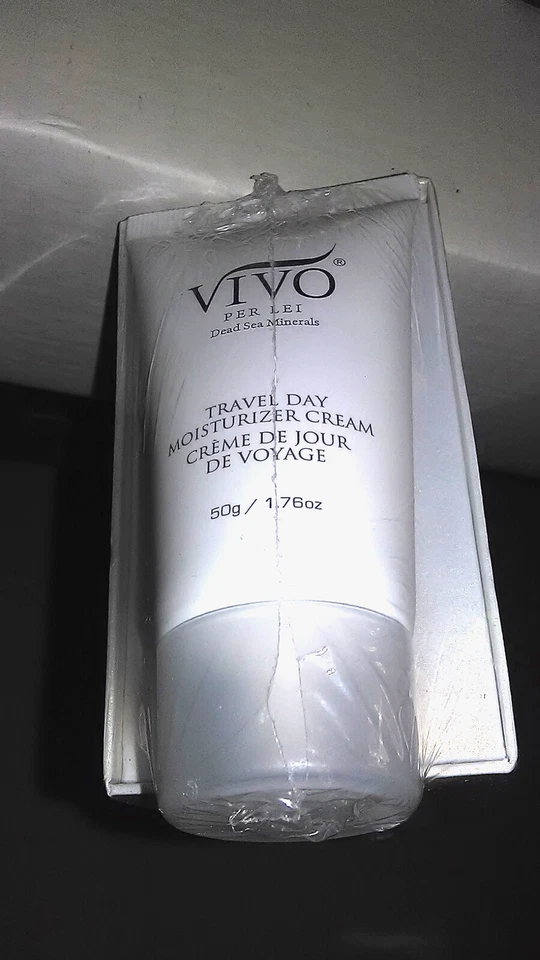 VIVO®
PER LEI
Dead Sea Minerals
TRAVEL DAY
MOISTURIZER CREAM
CRÈME DE JOUR
DE VOYAGE
50g / 1.76oz